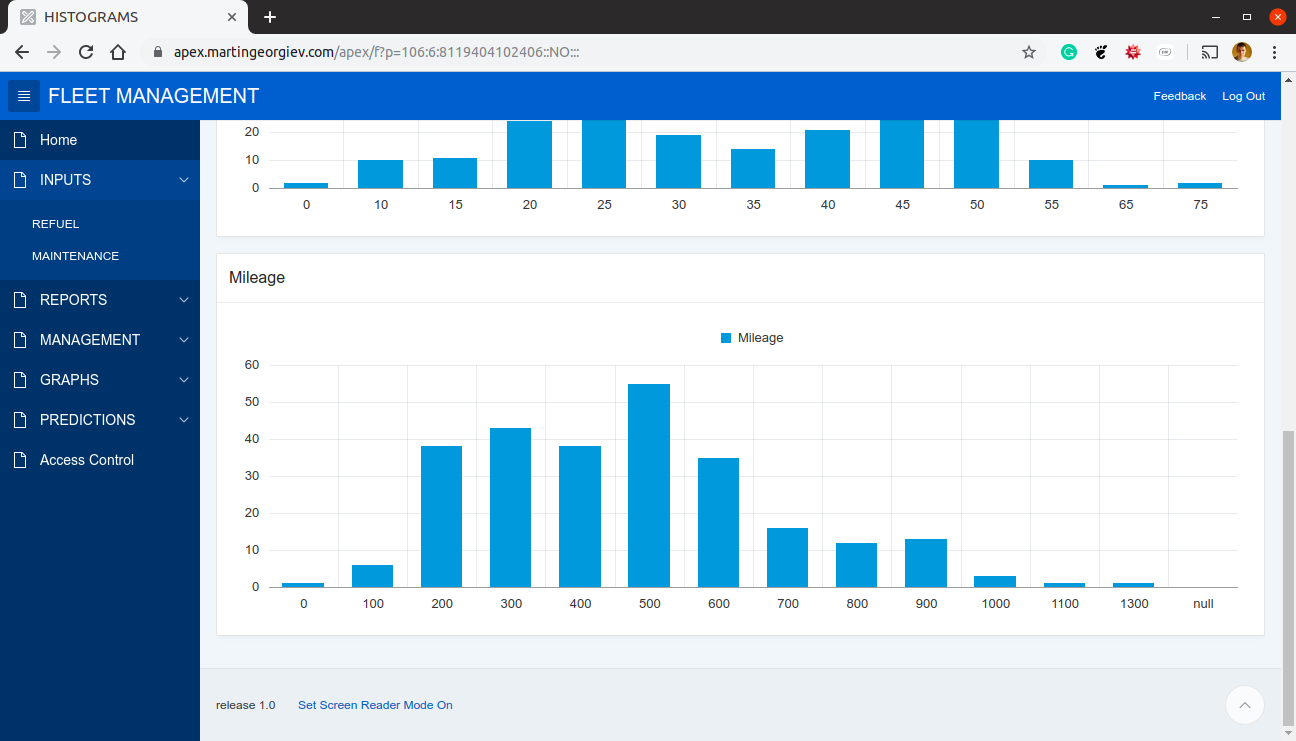 HISTOGRAMS
apex.martingeorgiev.com/apex/f?p=106:6:8119404102406::NO:::
FLEET MANAGEMENT
Feedback Log Out
Home
INPUTS
REFUEL
MAINTENANCE
REPORTS
MANAGEMENT
GRAPHS
PREDICTIONS
Access Control
20
10
0
0 10 15 20 25 30 35 40 45 50 55 65 75
Mileage
Mileage
60
50
40
30
20
10
0
0 100 200 300 400 500 600 700 800 900 1000 1100 1300 null
release 1.0 Set Screen Reader Mode On